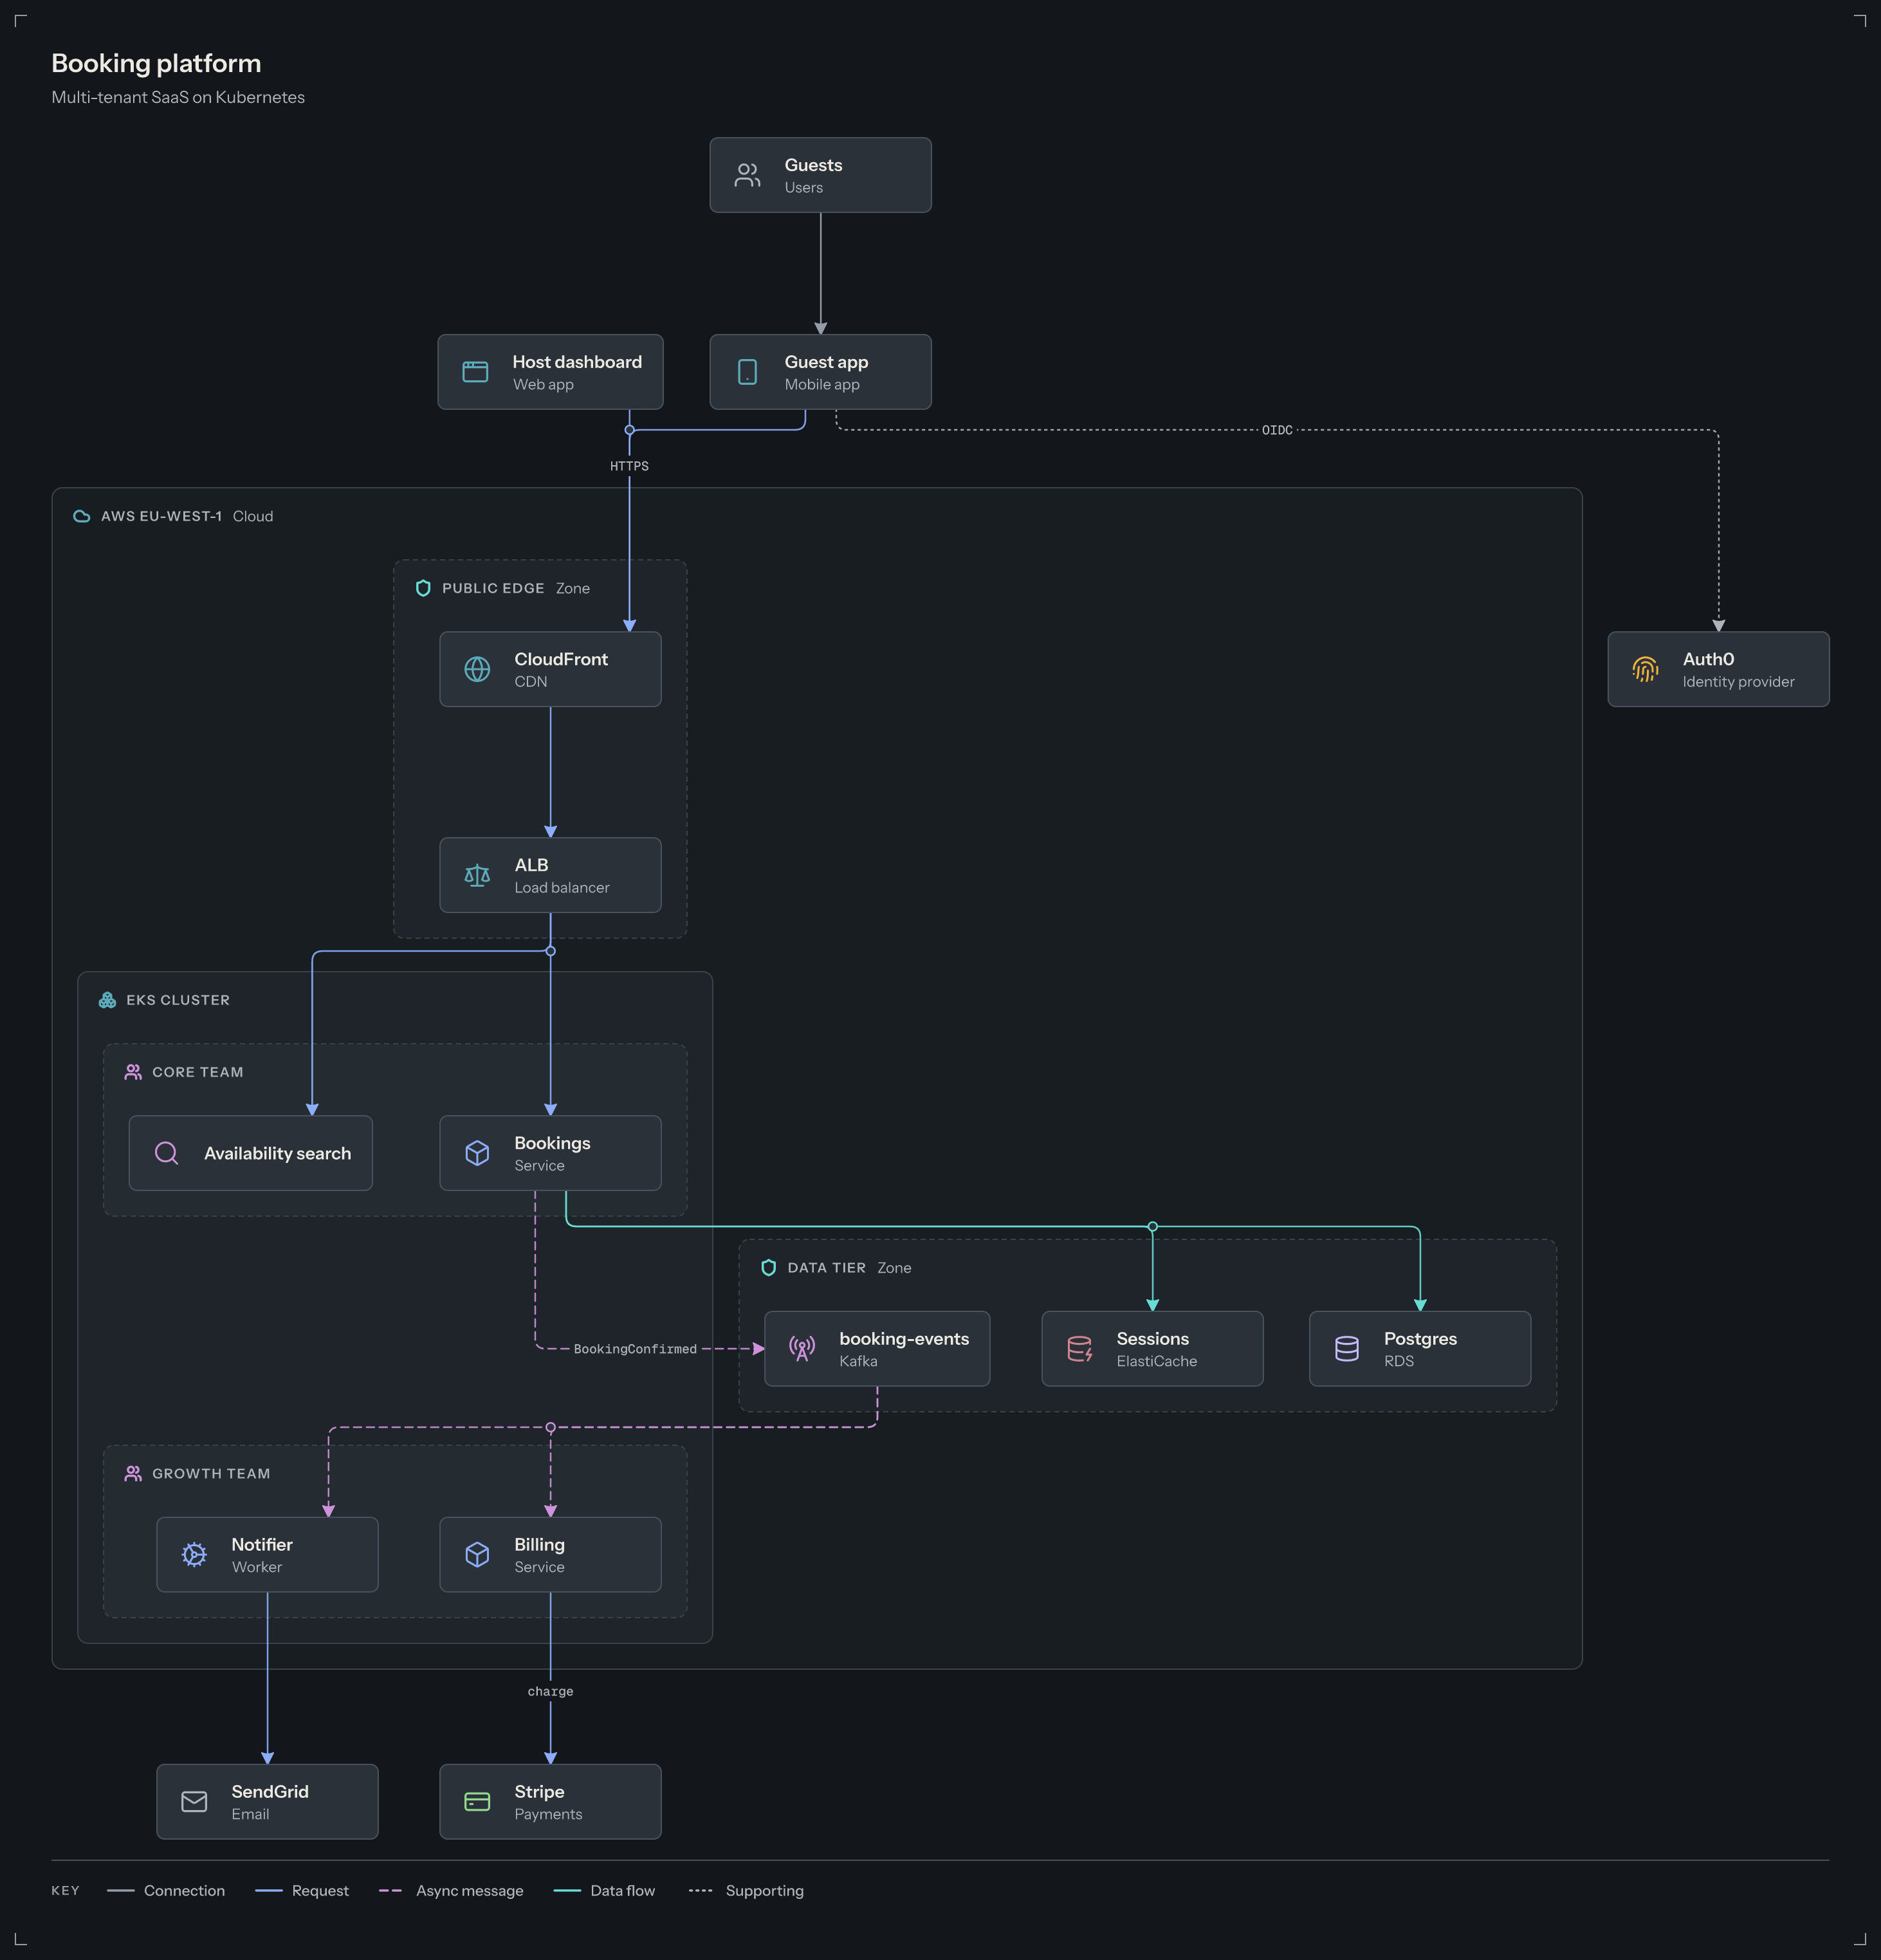 Booking platform
Multi-tenant SaaS on Kubernetes
Guests
Users
Host dashboard
Web app
Guest app
Mobile app
OIDC
HTTPS
AWS EU-WEST-1 Cloud
PUBLIC EDGE Zone
CloudFront
CDN
Auth0
Identity provider
ALB
Load balancer
EKS CLUSTER
CORE TEAM
Availability search
Bookings
Service
DATA TIER Zone
BookingConfirmed
booking-events
Kafka
Sessions
ElastiCache
Postgres
RDS
GROWTH TEAM
Notifier
Worker
Billing
Service
charge
SendGrid
Email
Stripe
Payments
KEY Connection Request Async message Data flow Supporting